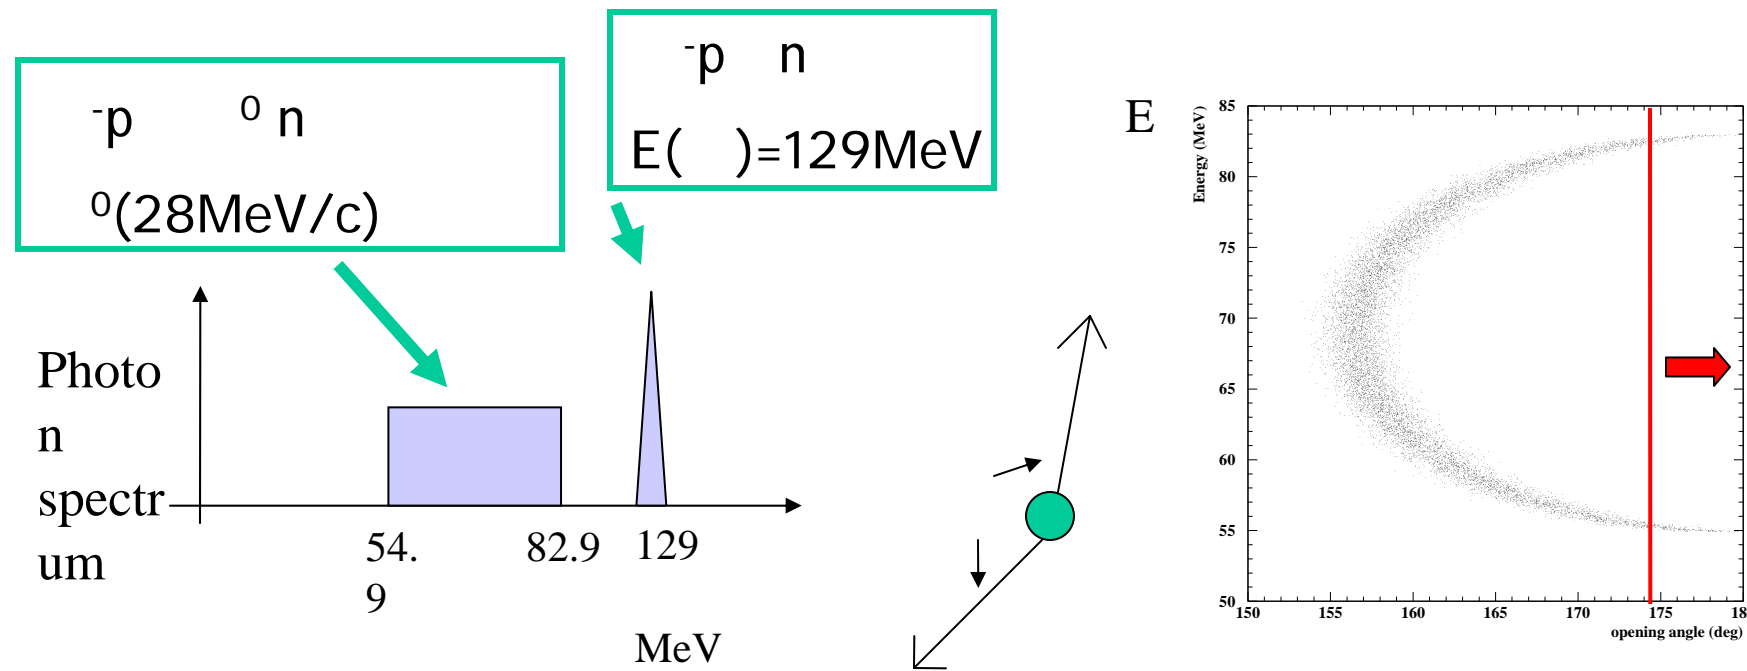 -p 0 n
0(28MeV/c)
-p n
E( )=129MeV
Photo
n
spectr
um
54.
9
82.9
129
MeV
E
Energy (MeV)
85
80
75
70
65
60
55
50
150
155
160
165
170
175
18
opening angle (deg)